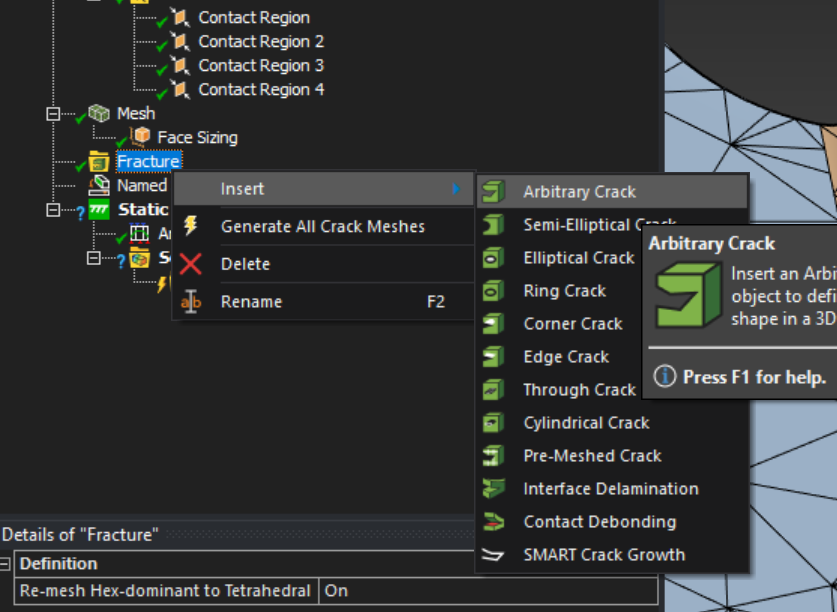 Contact Region
Contact Region 2
Contact Region 3
Contact Region 4
Mesh
Face Sizing
Fracture
Named
Static
Insert
Generate All Crack Meshes
Delete
Rename F2
Arbitrary Crack
Semi-Elliptical Crack
Elliptical Crack
Ring Crack
Corner Crack
Edge Crack
Through Crack
Cylindrical Crack
Pre-Meshed Crack
Interface Delamination
Contact Debonding
SMART Crack Growth
Arbitrary Crack
Insert an Arbi
object to defi
shape in a 3D
Press F1 for help.
Details of "Fracture"
Definition
Re-mesh Hex-dominant to Tetrahedral On